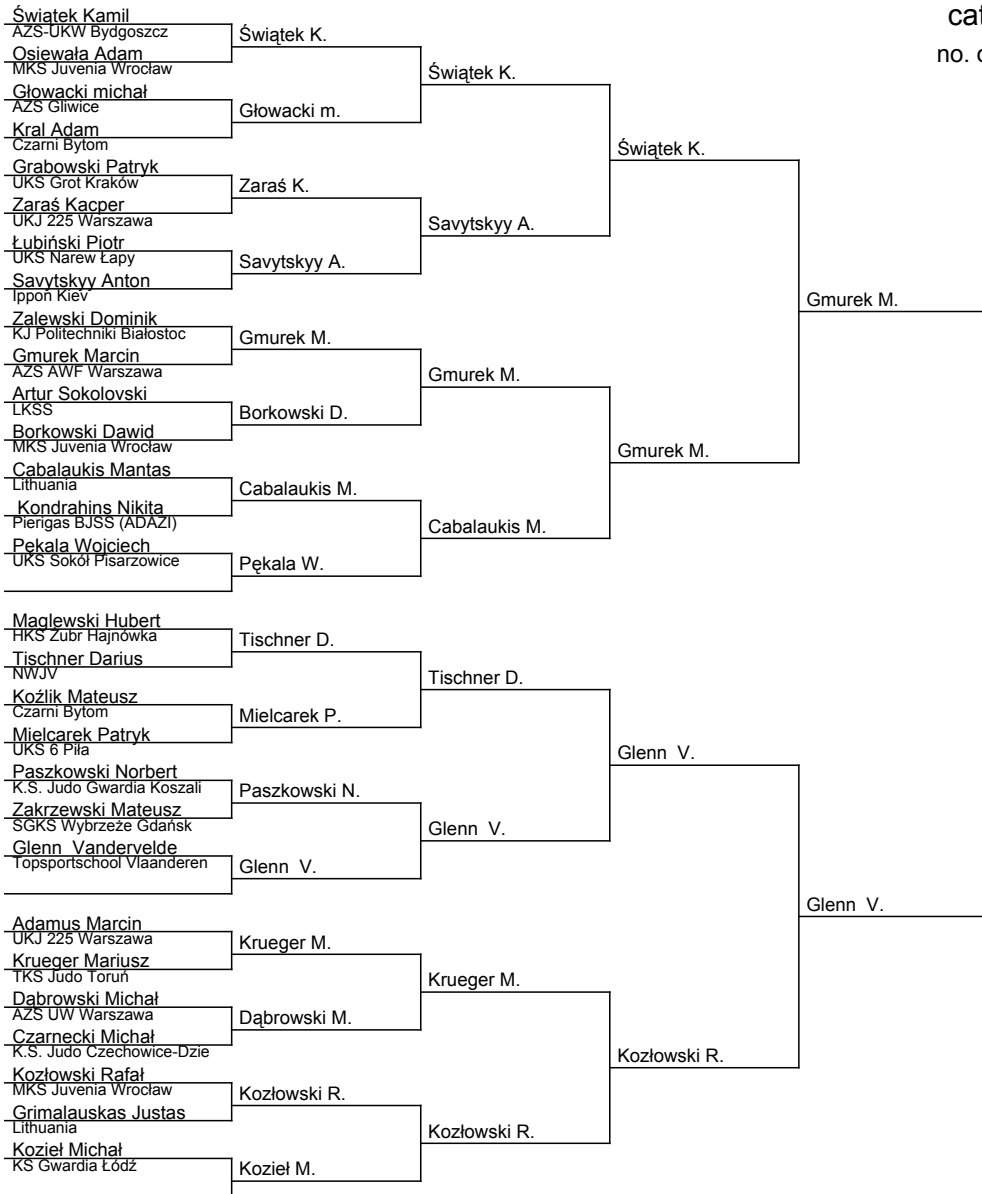 Świątek Kamil
AZS-UKW Bydgoszcz
Osiewała Adam
MKS Juvenia Wrocław
Głowacki michał
AZS Gliwice
Kral Adam
Czarni Bytom
Grabowski Patryk
UKS Grot Kraków
Zaraś Kacper
UKJ 225 Warszawa
Łubiński Piotr
UKS Narew Łapy
Savytskyy Anton
Ippon Kiev
Zalewski Dominik
KJ Politechniki Białostoc
Gmurek Marcin
AZS AWF Warszawa
Artur Sokolovski
LKSS
Borkowski Dawid
MKS Juvenia Wrocław
Cabalaukis Mantas
Lithuania
Kondrahins Nikita
Pierigas BJSS (ADAZI)
Pękala Wojciech
UKS Sokół Pisarzowice
Maglewski Hubert
HKS Żubr Hajnówka
Tischner Darius
NWJV
Koźlik Mateusz
Czarni Bytom
Mielcarek Patryk
UKS 6 Piła
Paszkowski Norbert
K.S. Judo Gwardia Koszali
Zakrzewski Mateusz
SGKS Wybrzeże Gdańsk
Glenn Vandervelde
Topsportschool Vlaanderen
Adamus Marcin
UKJ 225 Warszawa
Krueger Mariusz
TKS Judo Toruń
Dąbrowski Michał
AZS UW Warszawa
Czarnecki Michał
K.S. Judo Czechowice-Dzie
Kozłowski Rafał
MKS Juvenia Wrocław
Grimalauskas Justas
Lithuania
Kozieł Michał
KS Gwardia Łódź
Świątek K.
Głowacki m.
Zaraś K.
Savytskyy A.
Gmurek M.
Borkowski D.
Cabalaukis M.
Pękala W.
Tischner D.
Mielcarek P.
Paszkowski N.
Glenn V.
Krueger M.
Dąbrowski M.
Kozłowski R.
Kozieł M.
Świątek K.
Savytskyy A.
Gmurek M.
Cabalaukis M.
Tischner D.
Glenn V.
Krueger M.
Kozłowski R.
Świątek K.
Gmurek M.
Glenn V.
Kozłowski R.
Gmurek M.
Glenn V.
no.